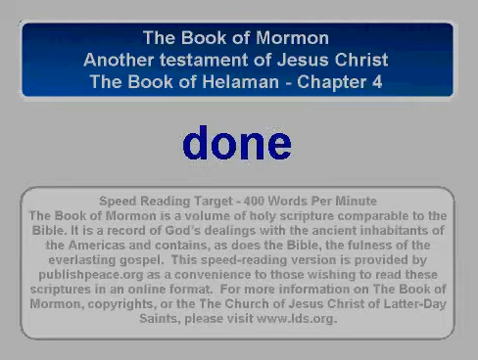 The Book of Mormon
Another testament of Jesus Christ
The Book of Helaman - Chapter 4
done
Speed Reading Target - 400 Words Per Minute
The Book of Mormon is a volume of holy scripture comparable to the
Bible. It is a record of God's dealings with the ancient inhabitants of
the Americas and contains, as does the Bible, the fulness of the
everlasting gospel. This speed-reading version is provided by
publishpeace.org as a convenience to those wishing to read these
scriptures in an online format. For more information on The Book of
Mormon, copyrights, or the The Church of Jesus Christ of Latter-Day
Saints, please visit www.lds.org.